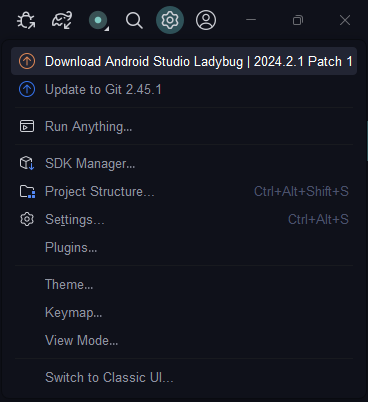 Download Android Studio Ladybug | 2024.2.1 Patch 1
Update to Git 2.45.1
Run Anything...
SDK Manager...
Project Structure... Ctrl+Alt+Shift+S
Settings... Ctrl+Alt+S
Plugins...
Theme...
Keymap...
View Mode...
Switch to Classic UI...